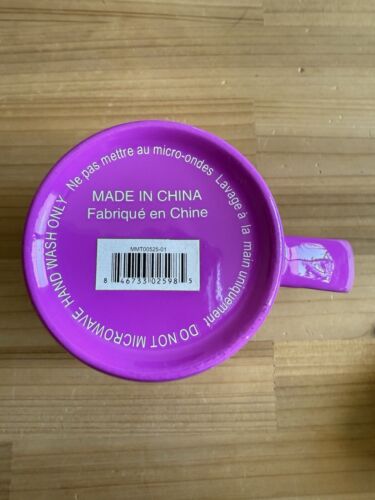 DO NOT MICROWAVE HAND WASH ONLY - Ne pas mettre au micro-ondes Lavage à la main uniquement
MADE IN CHINA
Fabriqué en Chine
MMT00525-01
8 46733 02598 5